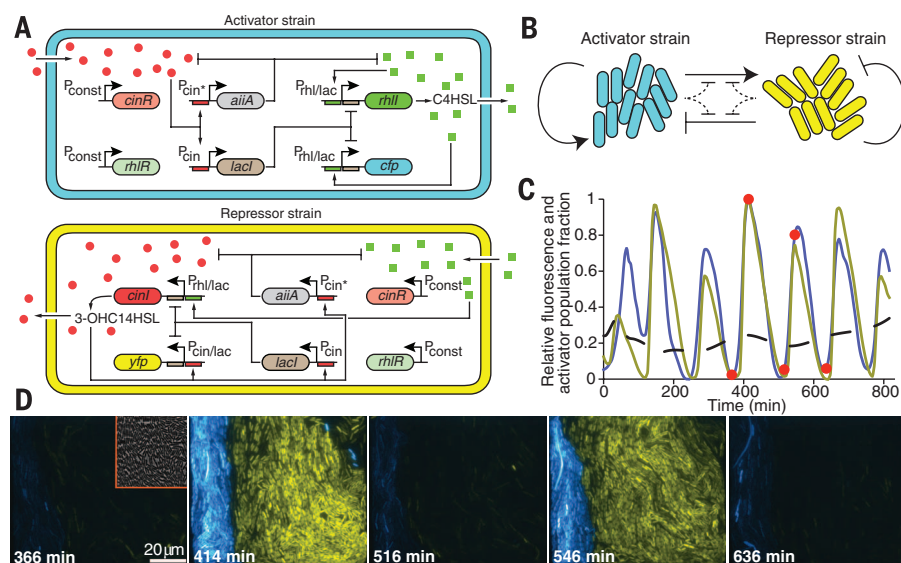 A
Activator strain
Pconst
cinR
Pcin*
aiiA
Prhl/lac
rhlI
C4HSL
Pconst
rhlR
Pcin
lacI
Prhl/lac
cfp
Repressor strain
cinI
Prhl/lac
aiiA
Pcin*
cinR
Pconst
3-OHC14HSL
yfp
Pcin/lac
lacI
Pcin
rhlR
Pconst
B
Activator strain
Repressor strain
C
Relative fluorescence and
activator population fraction
1
0.8
0.6
0.4
0.2
0
0
200
400
600
800
Time (min)
D
366 min
20 µm
414 min
516 min
546 min
636 min